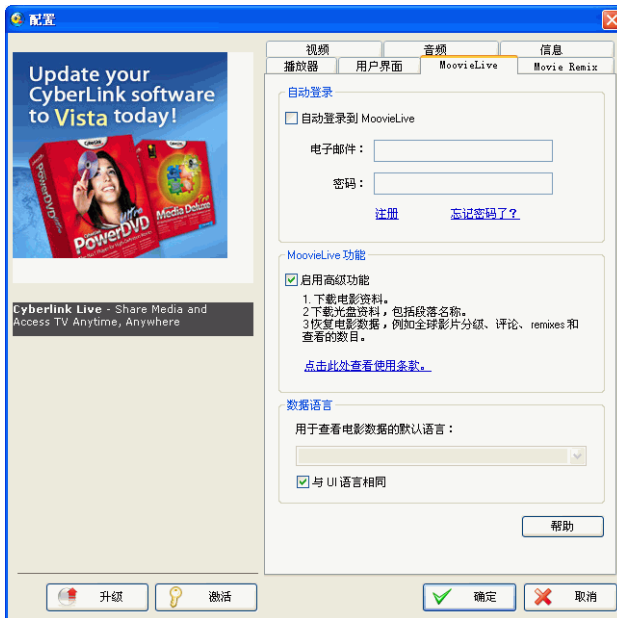 配置
Update your
CyberLink software
to Vista today!
PowerDVD
Ultra
Media Deluxe
Cyberlink Live - Share Media and
Access TV Anytime, Anywhere
视频 音频 信息
播放器 用户界面 MoovieLive Movie Remix
自动登录
自动登录到 MoovieLive
电子邮件：
密码：
注册 忘记密码了？
MoovieLive 功能
启用高级功能
1. 下载电影资料。
2下载光盘资料，包括段落名称。
3恢复电影数据，例如全球影片分级、评论、remixes 和
查看的数目。
点击此处查看使用条款。
数据语言
用于查看电影数据的默认语言：
与 UI 语言相同
帮助
升级 激活 确定 取消